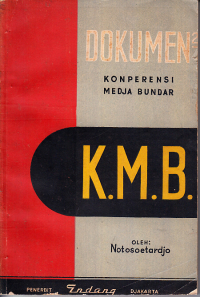 DOKUMEN
KONPERENSI
MEDJA BUNDAR
K.M.B.
OLEH:
Notosoetardjo
PENERBIT Endang DJAKARTA